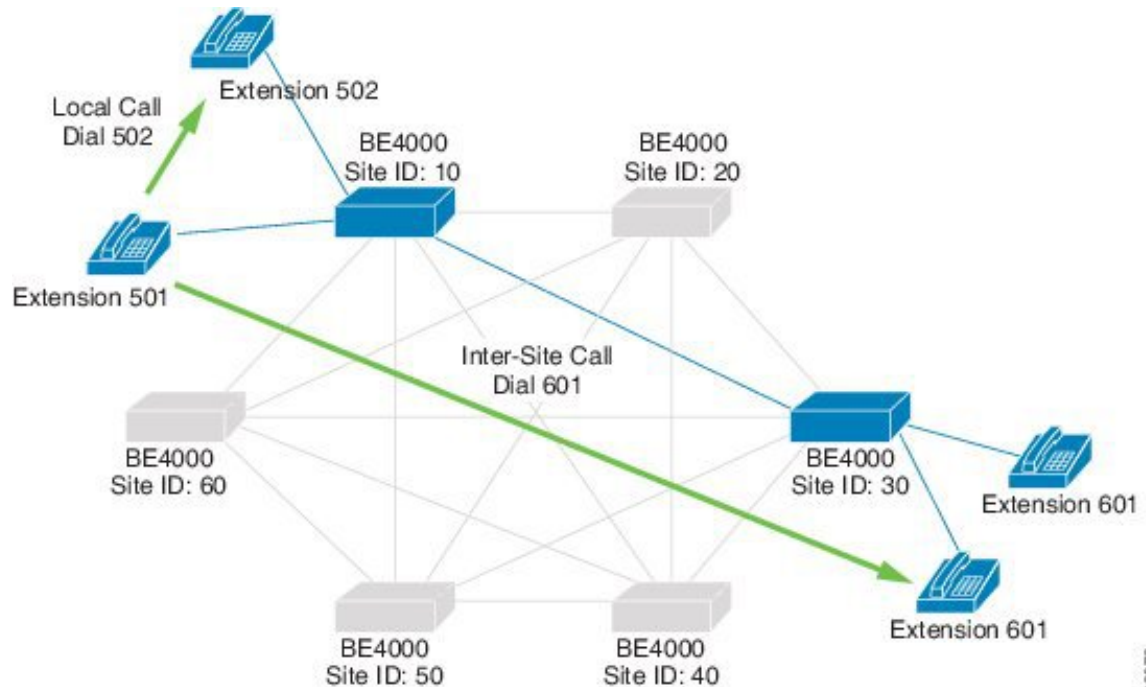 Extension 502
Local Call
Dial 502
BE4000
Site ID: 10
BE4000
Site ID: 20
Extension 501
Inter-Site Call
Dial 601
BE4000
Site ID: 60
BE4000
Site ID: 30
Extension 601
Extension 601
BE4000
Site ID: 50
BE4000
Site ID: 40